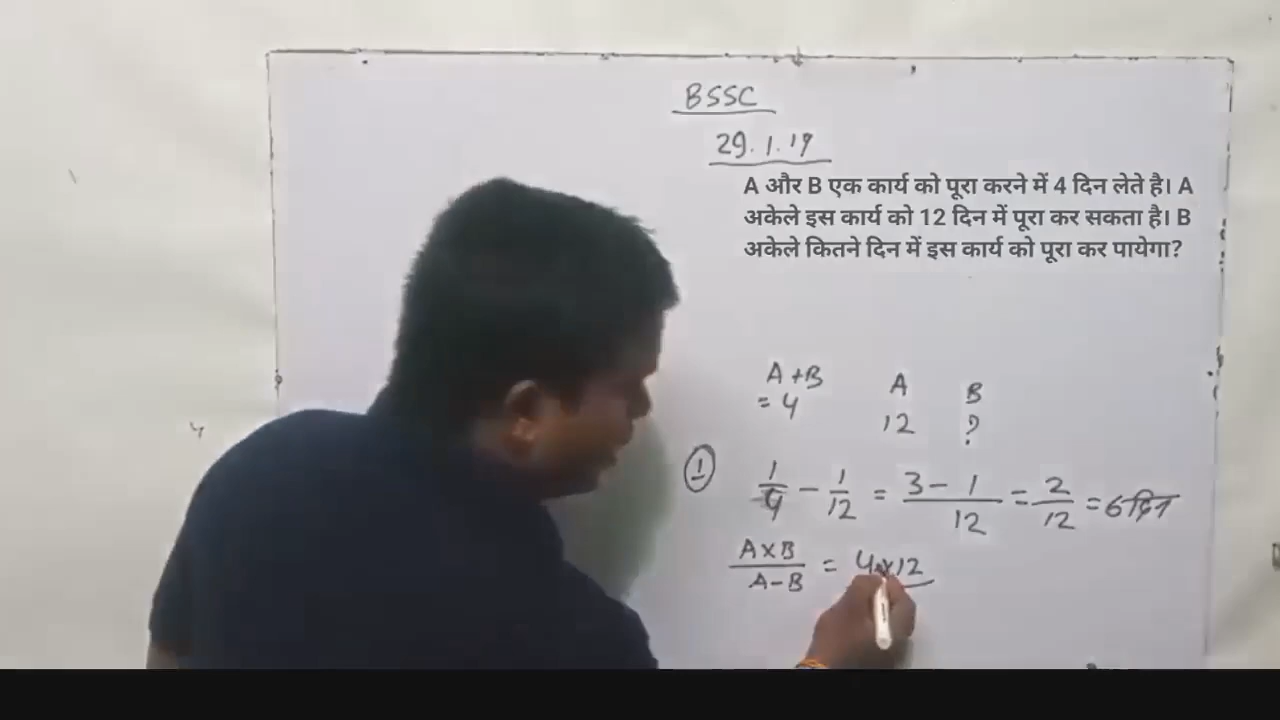 BSSC
29.1.19
A और B एक कार्य को पूरा करने में 4 दिन लेते है। A
अकेले इस कार्य को 12 दिन में पूरा कर सकता है। B
अकेले कितने दिन में इस कार्य को पूरा कर पायेगा?
A+B A B
= 4 12 ?
① 1/4 - 1/12 = 3-1/12 = 2/12 = 6 दिन
A×B/A-B = 4×12